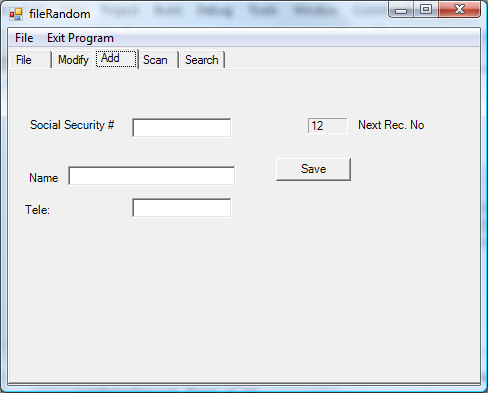 fileRandom
File Exit Program
File Modify Add Scan Search
Social Security # 12 Next Rec. No
Save
Name
Tele: